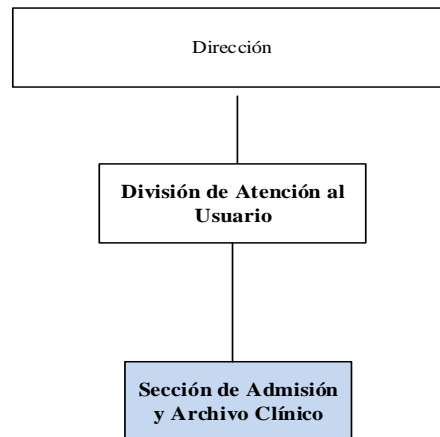 Dirección
División de Atención al
Usuario
Sección de Admisión
y Archivo Clínico